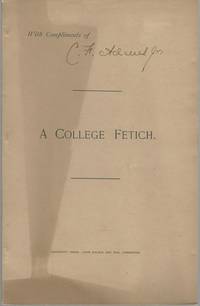 With Compliments of
C. F. Adams Jr.
A COLLEGE FETICH.